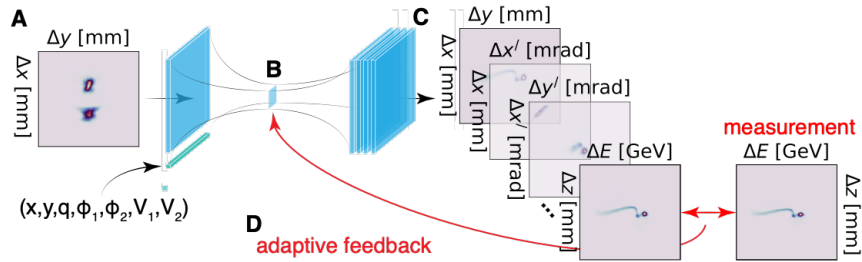 A
Δy [mm]
Δx [mm]
(x,y,q,ϕ₁,ϕ₂,V₁,V₂)
B
C
Δy [mm]
Δx [mm]
Δx′ [mrad]
Δx [mm]
Δy′ [mrad]
Δx′ [mrad]
ΔE [GeV]
Δz [mm]
measurement
ΔE [GeV]
Δz [mm]
D
adaptive feedback